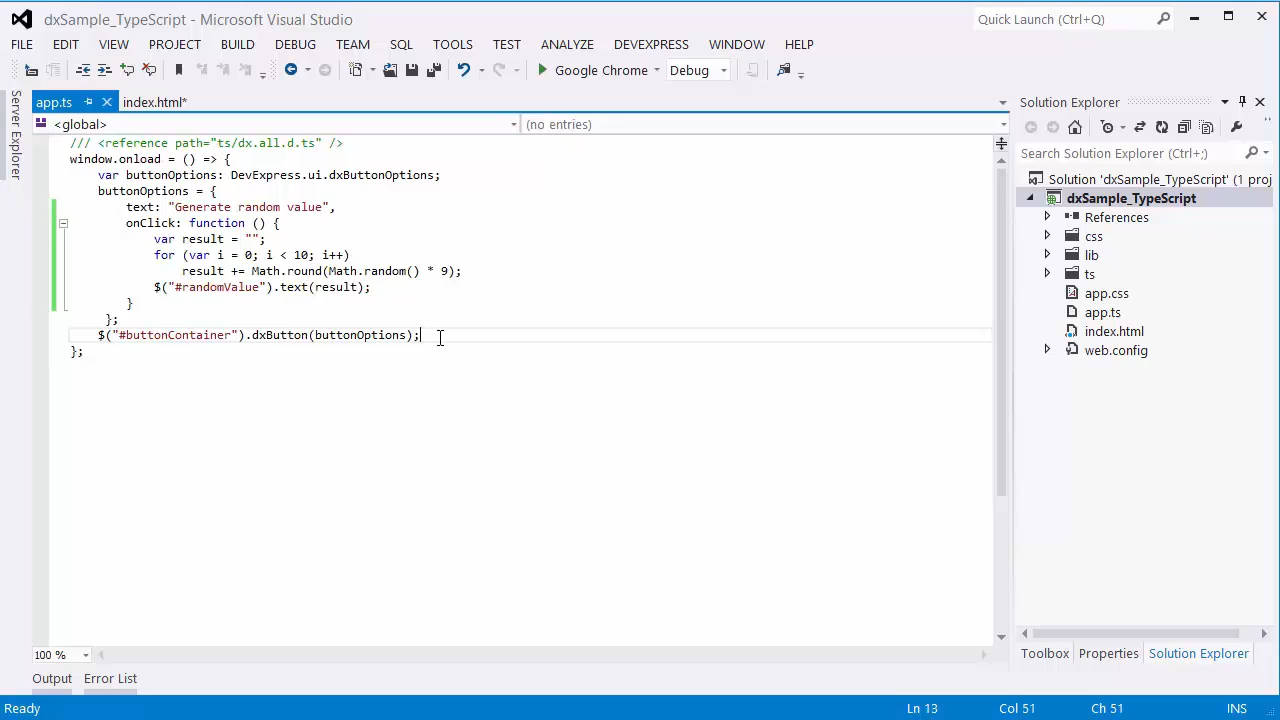 dxSample_TypeScript - Microsoft Visual Studio
Quick Launch (Ctrl+Q)
FILE EDIT VIEW PROJECT BUILD DEBUG TEAM SQL TOOLS TEST ANALYZE DEVEXPRESS WINDOW HELP
Google Chrome Debug
Server Explorer
app.ts index.html*
<global> (no entries)
/// <reference path="ts/dx.all.d.ts" />
window.onload = () => {
    var buttonOptions: DevExpress.ui.dxButtonOptions;
    buttonOptions = {
        text: "Generate random value",
        onClick: function () {
            var result = "";
            for (var i = 0; i < 10; i++)
                result += Math.round(Math.random() * 9);
            $("#randomValue").text(result);
        }
     };
    $("#buttonContainer").dxButton(buttonOptions);
};
100 %
Output Error List
Solution Explorer
Search Solution Explorer (Ctrl+;)
Solution 'dxSample_TypeScript' (1 proj
dxSample_TypeScript
References
css
lib
ts
app.css
app.ts
index.html
web.config
Toolbox Properties Solution Explorer
Ready Ln 13 Col 51 Ch 51 INS